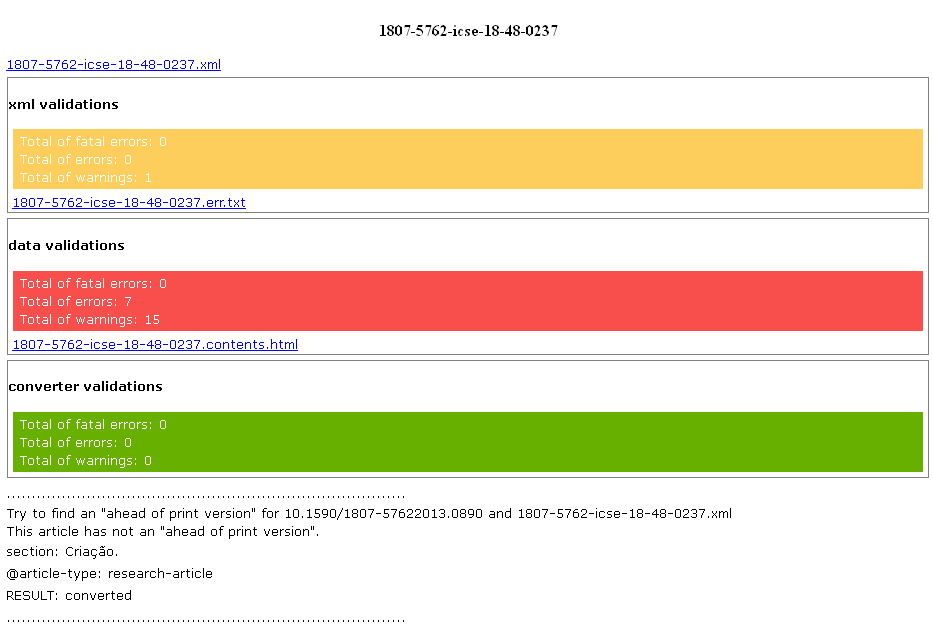 1807-5762-icse-18-48-0237
1807-5762-icse-18-48-0237.xml
xml validations
Total of fatal errors: 0
Total of errors: 0
Total of warnings: 1
1807-5762-icse-18-48-0237.err.txt
data validations
Total of fatal errors: 0
Total of errors: 7
Total of warnings: 15
1807-5762-icse-18-48-0237.contents.html
converter validations
Total of fatal errors: 0
Total of errors: 0
Total of warnings: 0
................................................................................
Try to find an "ahead of print version" for 10.1590/1807-57622013.0890 and 1807-5762-icse-18-48-0237.xml
This article has not an "ahead of print version".
section: Criação.
@article-type: research-article
RESULT: converted
................................................................................